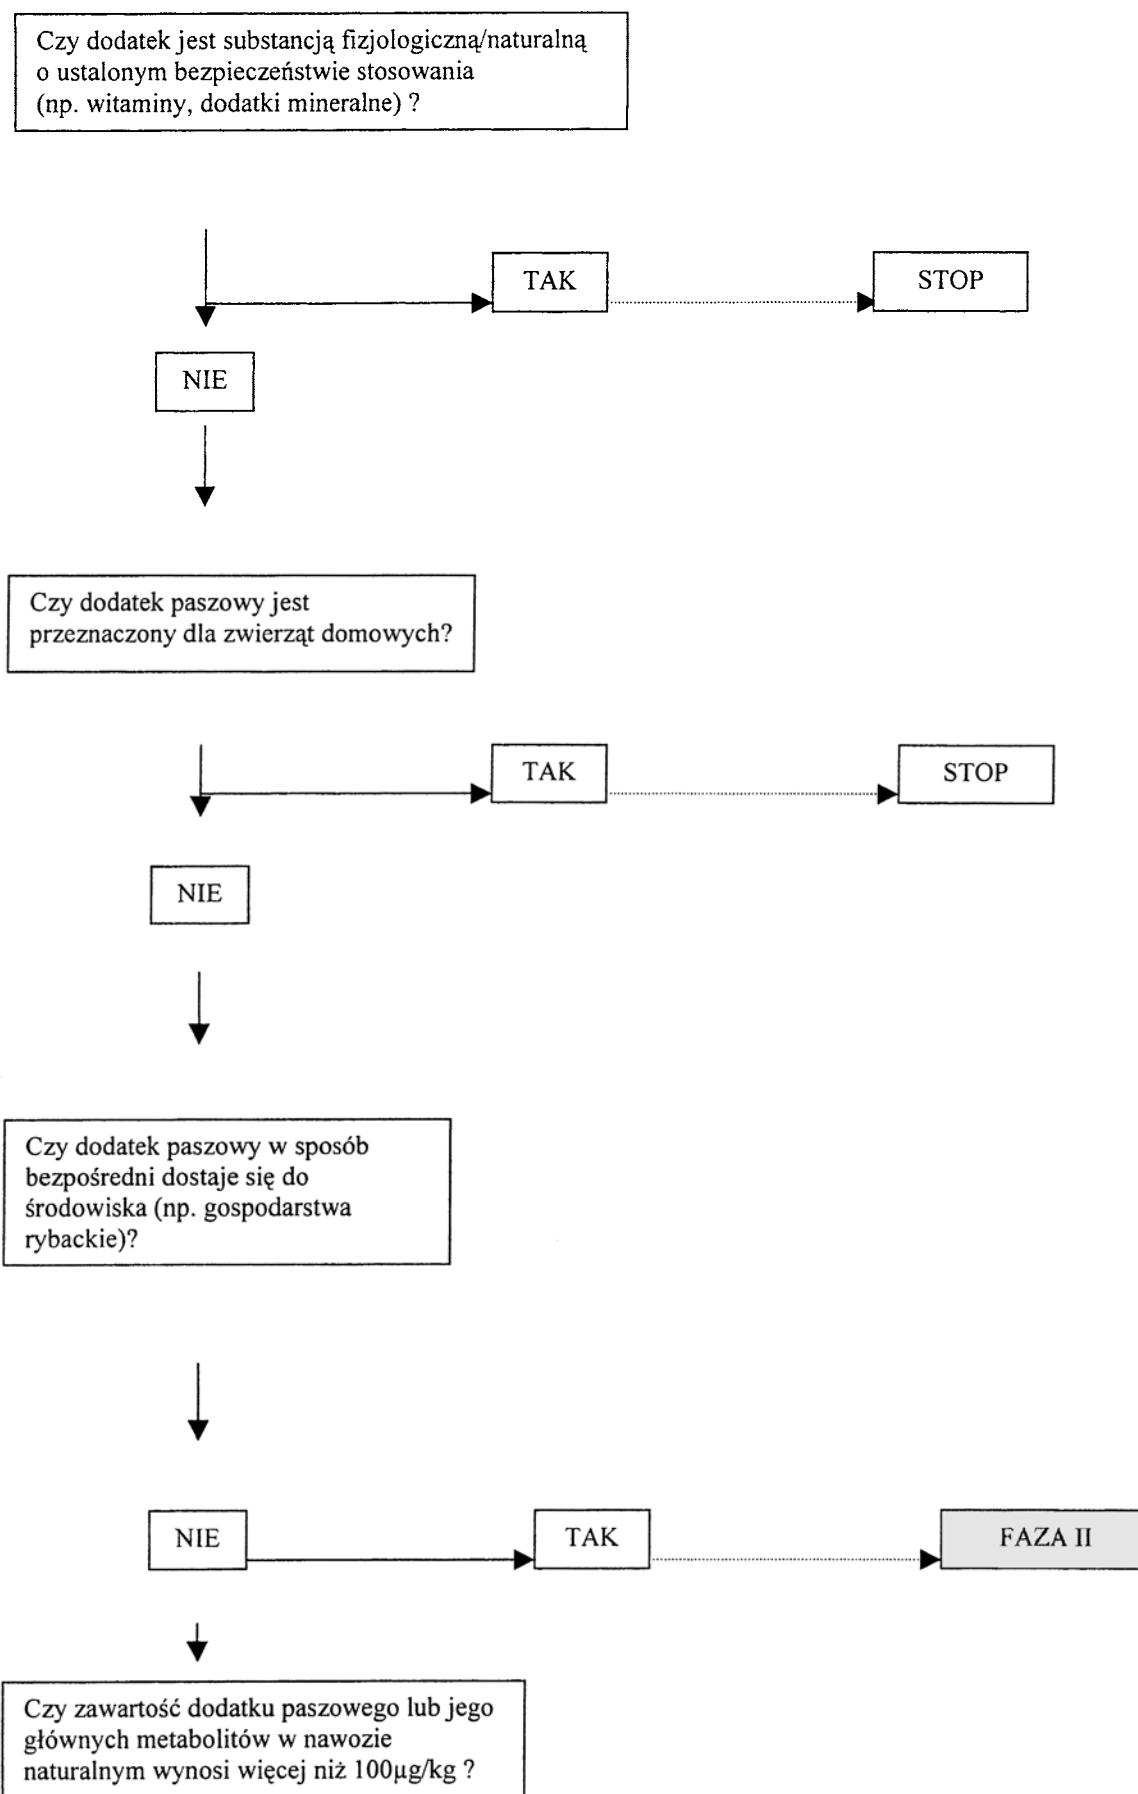 Czy dodatek jest substancją fizjologiczną/naturalną
o ustalonym bezpieczeństwie stosowania
(np. witaminy, dodatki mineralne) ?
TAK
STOP
NIE
Czy dodatek paszowy jest
przeznaczony dla zwierząt domowych?
TAK
STOP
NIE
Czy dodatek paszowy w sposób
bezpośredni dostaje się do
środowiska (np. gospodarstwa
rybackie)?
NIE
TAK
FAZA II
Czy zawartość dodatku paszowego lub jego
głównych metabolitów w nawozie
naturalnym wynosi więcej niż 100µg/kg ?